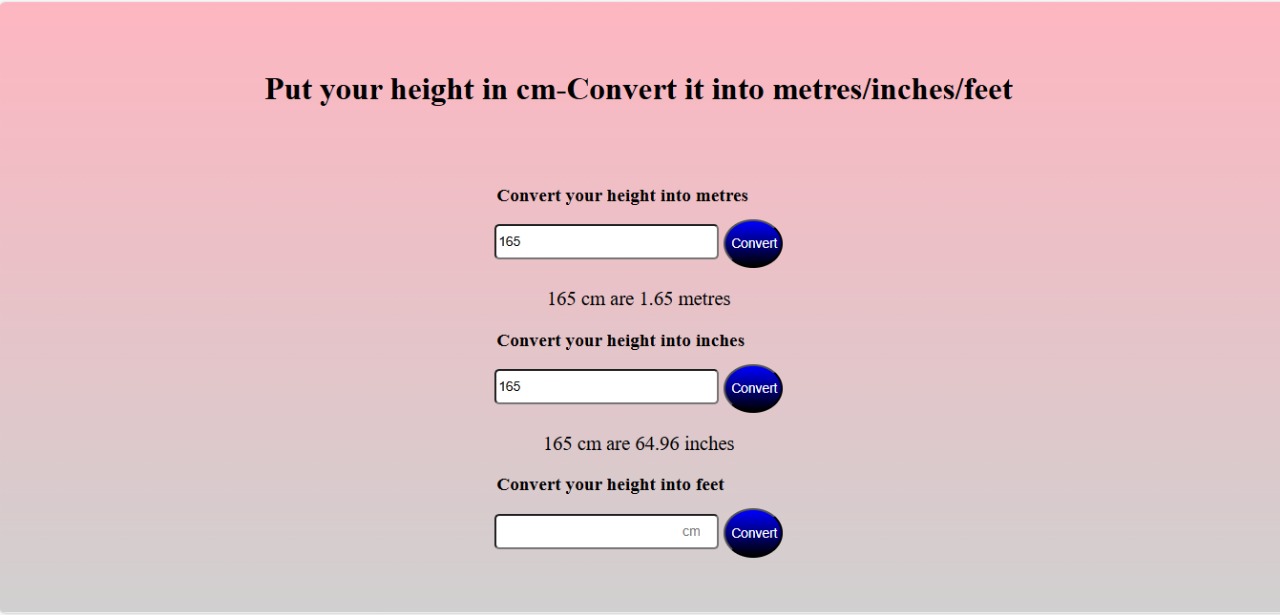 Put your height in cm-Convert it into metres/inches/feet
Convert your height into metres
165 Convert
165 cm are 1.65 metres
Convert your height into inches
165 Convert
165 cm are 64.96 inches
Convert your height into feet
cm Convert